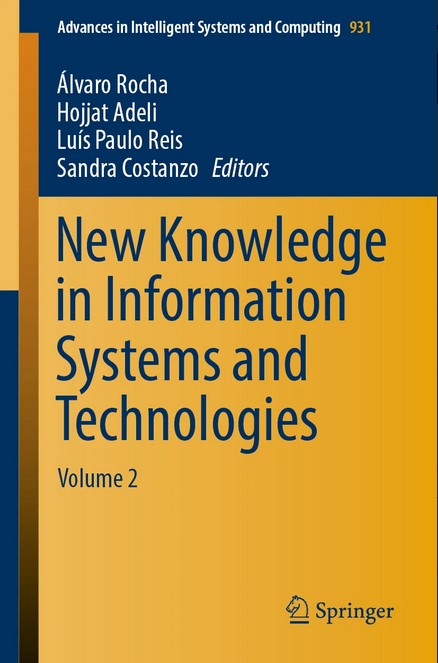 Advances in Intelligent Systems and Computing 931
Álvaro Rocha
Hojjat Adeli
Luís Paulo Reis
Sandra Costanzo Editors
New Knowledge
in Information
Systems and
Technologies
Volume 2
Springer